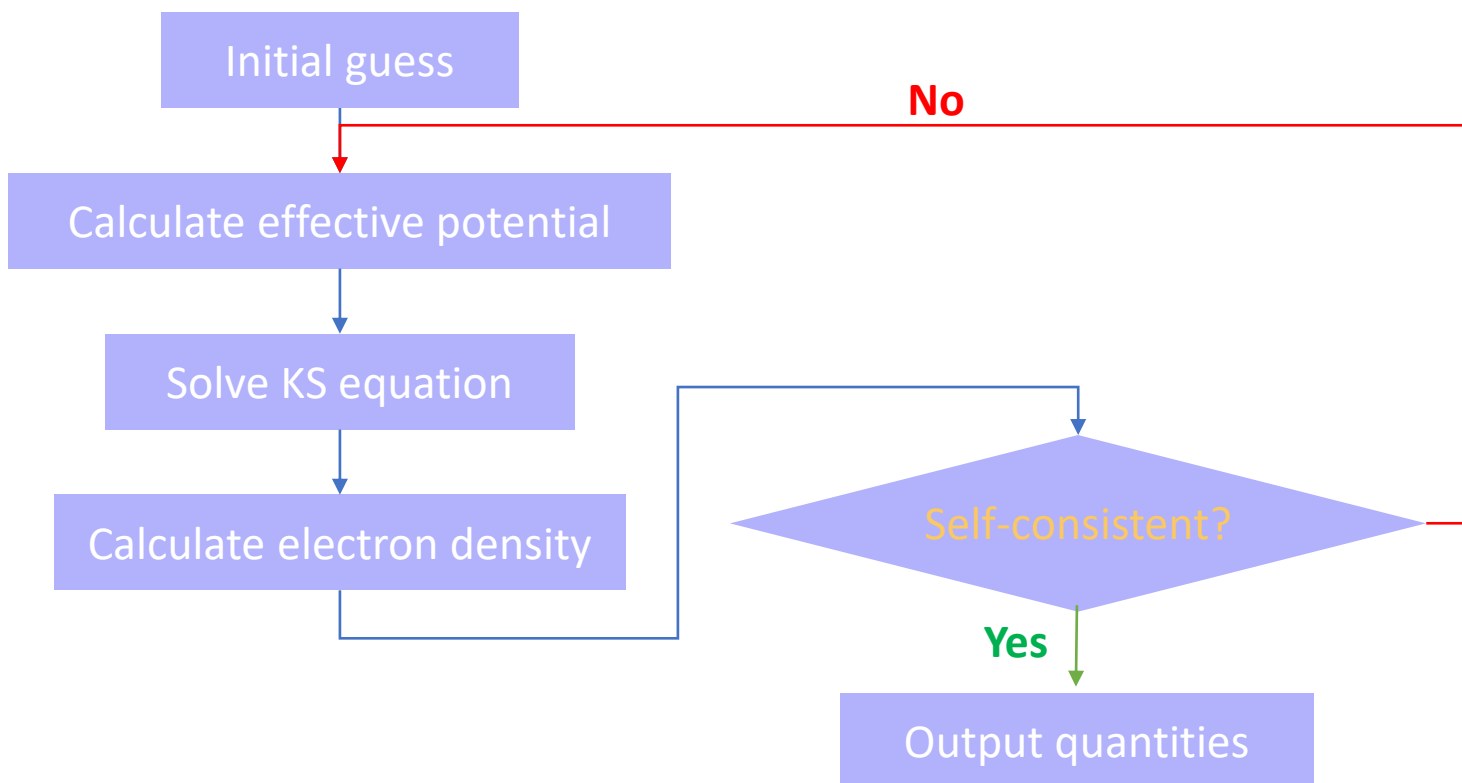 Initial guess
No
Calculate effective potential
Solve KS equation
Calculate electron density
Self-consistent?
Yes
Output quantities